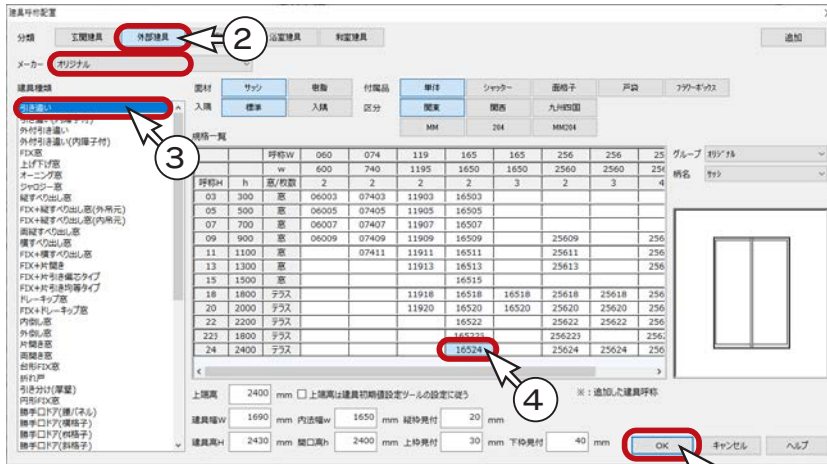 建具呼称配置
分類 玄関建具 外部建具 ② 浴室建具 和室建具 追加
メーカー オリジナル
建具種類
引き違い
外付引き違い
外付引き違い(内障子付)
FIX窓
上げ下げ窓
オーニング窓
ジャロジー窓
縦すべり出し窓
FIX+縦すべり出し窓(外吊元)
FIX+縦すべり出し窓(内吊元)
両縦すべり出し窓
横すべり出し窓
FIX+横すべり出し窓
FIX+片開き
FIX+片引き偏芯タイプ
FIX+片引き均等タイプ
ドレーキップ窓
FIX+ドレーキップ窓
内倒し窓
外倒し窓
片開き窓
両開き窓
台形FIX窓
折れ戸
引き分け(厚壁)
円形FIX窓
勝手口ドア(腰パネル)
勝手口ドア(横格子)
勝手口ドア(枡格子)
勝手口ドア(斜格子)
③
面材 サッシ 樹脂 付属品 単体 シャッター 面格子 戸袋 フラワーボックス
入隅 標準 入隅 区分 関東 関西 九州四国
MM 204 MM204
規格一覧
呼称W 060 074 119 165 165 256 256 25
w 600 740 1195 1650 1650 2560 2560 256
呼称H h 窓/枚数 2 2 2 2 3 2 3 4
03 300 窓 06003 07403 11903 16503
05 500 窓 06005 07405 11905 16505
07 700 窓 06007 07407 11907 16507
09 900 窓 06009 07409 11909 16509 25609 256
11 1100 窓 07411 11911 16511 25611 256
13 1300 窓 11913 16513 25613 256
15 1500 窓 16515
18 1800 テラス 11918 16518 16518 25618 25618 256
20 2000 テラス 11920 16520 16520 25620 25620 256
22 2200 テラス 16522 25622 25622 256
223 1800 テラス 165223 256223 256
24 2400 テラス 16524 25624 25624 256
④
グループ オリジナル
柄名 サッシ
上端高 2400 mm 上端高は建具初期値設定ツールの設定に従う ※：追加した建具呼称
建具幅W 1690 mm 内法幅w 1650 mm 縦枠見付 20 mm
建具高H 2430 mm 開口高h 2400 mm 上枠見付 30 mm 下枠見付 40 mm
OK キャンセル ヘルプ